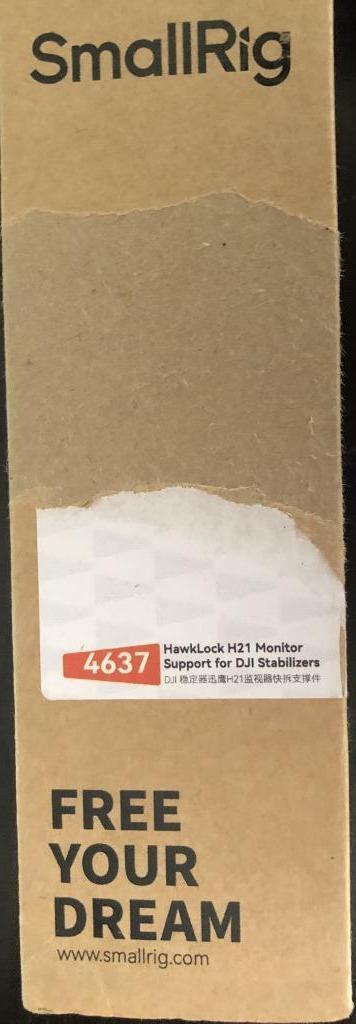 SmallRig
4637
HawkLock H21 Monitor
Support for DJI Stabilizers
DJI 稳定器迅鹰H21监视器快拆支撑件
FREE
YOUR
DREAM
www.smallrig.com